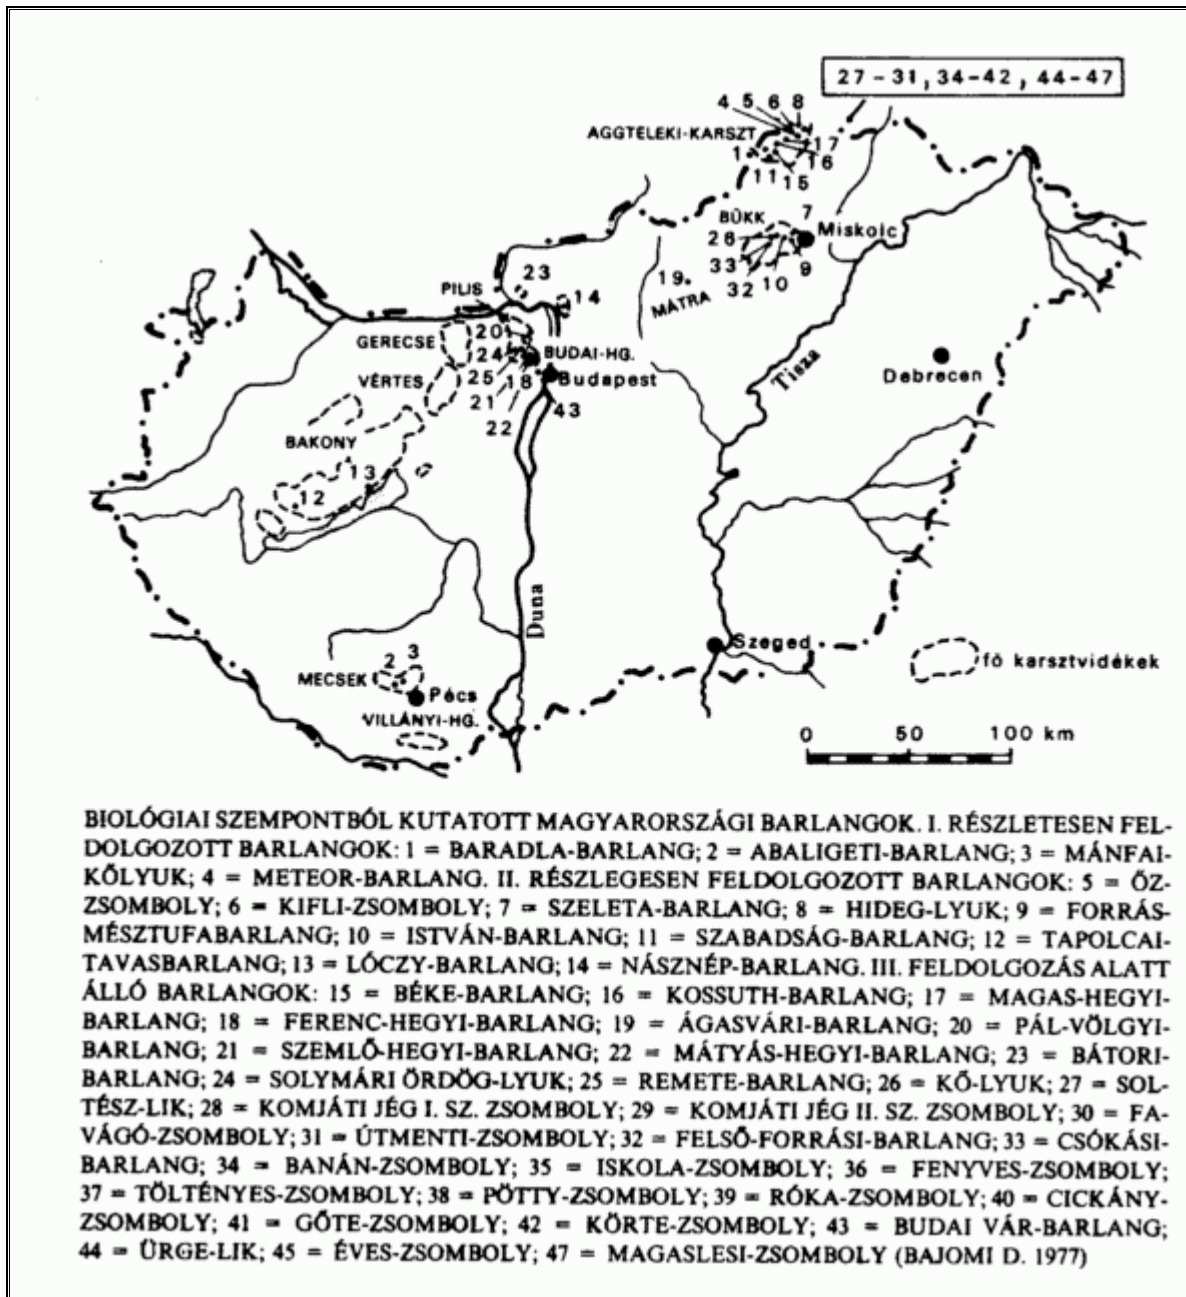 27-31, 34-42, 44-47
4 5 6 8
AGGTELEKI-KARSZT
17
1
16
11
15
7
BÜKK
Miskolc
26
33
9
32
10
19
MÁTRA
23
PILIS
14
20
GERECSE
24
BUDAI-HG.
25
18
Budapest
VÉRTES
21
43
22
Tisza
Debrecen
BAKONY
13
12
Duna
Szeged
fő karsztvidékek
3
2
MECSEK
Pécs
VILLÁNYI-HG.
0 50 100 km
BIOLÓGIAI SZEMPONTBÓL KUTATOTT MAGYARORSZÁGI BARLANGOK. I. RÉSZLETESEN FEL-
DOLGOZOTT BARLANGOK: 1 = BARADLA-BARLANG; 2 = ABALIGETI-BARLANG; 3 = MÁNFAI-
KŐLYUK; 4 = METEOR-BARLANG. II. RÉSZLEGESEN FELDOLGOZOTT BARLANGOK: 5 = ŐZ-
ZSOMBOLY; 6 = KIFLI-ZSOMBOLY; 7 = SZELETA-BARLANG; 8 = HIDEG-LYUK; 9 = FORRÁS-
MÉSZTUFABARLANG; 10 = ISTVÁN-BARLANG; 11 = SZABADSÁG-BARLANG; 12 = TAPOLCAI-
TAVASBARLANG; 13 = LÓCZY-BARLANG; 14 = NÁSZNÉP-BARLANG. III. FELDOLGOZÁS ALATT
ÁLLÓ BARLANGOK: 15 = BÉKE-BARLANG; 16 = KOSSUTH-BARLANG; 17 = MAGAS-HEGYI-
BARLANG; 18 = FERENC-HEGYI-BARLANG; 19 = ÁGASVÁRI-BARLANG; 20 = PÁL-VÖLGYI-
BARLANG; 21 = SZEMLŐ-HEGYI-BARLANG; 22 = MÁTYÁS-HEGYI-BARLANG; 23 = BÁTORI-
BARLANG; 24 = SOLYMÁRI ÖRDÖG-LYUK; 25 = REMETE-BARLANG; 26 = KŐ-LYUK; 27 = SOL-
TÉSZ-LIK; 28 = KOMJÁTI JÉG I. SZ. ZSOMBOLY; 29 = KOMJÁTI JÉG II. SZ. ZSOMBOLY; 30 = FA-
VÁGÓ-ZSOMBOLY; 31 = ÚTMENTI-ZSOMBOLY; 32 = FELSŐ-FORRÁSI-BARLANG; 33 = CSÓKÁSI-
BARLANG; 34 = BANÁN-ZSOMBOLY; 35 = ISKOLA-ZSOMBOLY; 36 = FENYVES-ZSOMBOLY;
37 = TÖLTÉNYES-ZSOMBOLY; 38 = PÖTTY-ZSOMBOLY; 39 = RÓKA-ZSOMBOLY; 40 = CICKÁNY-
ZSOMBOLY; 41 = GŐTE-ZSOMBOLY; 42 = KÖRTE-ZSOMBOLY; 43 = BUDAI VÁR-BARLANG;
44 = ÜRGE-LIK; 45 = ÉVES-ZSOMBOLY; 47 = MAGASLESI-ZSOMBOLY (BAJOMI D. 1977)